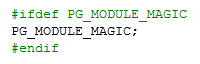 #ifdef PG_MODULE_MAGIC
PG_MODULE_MAGIC;
#endif